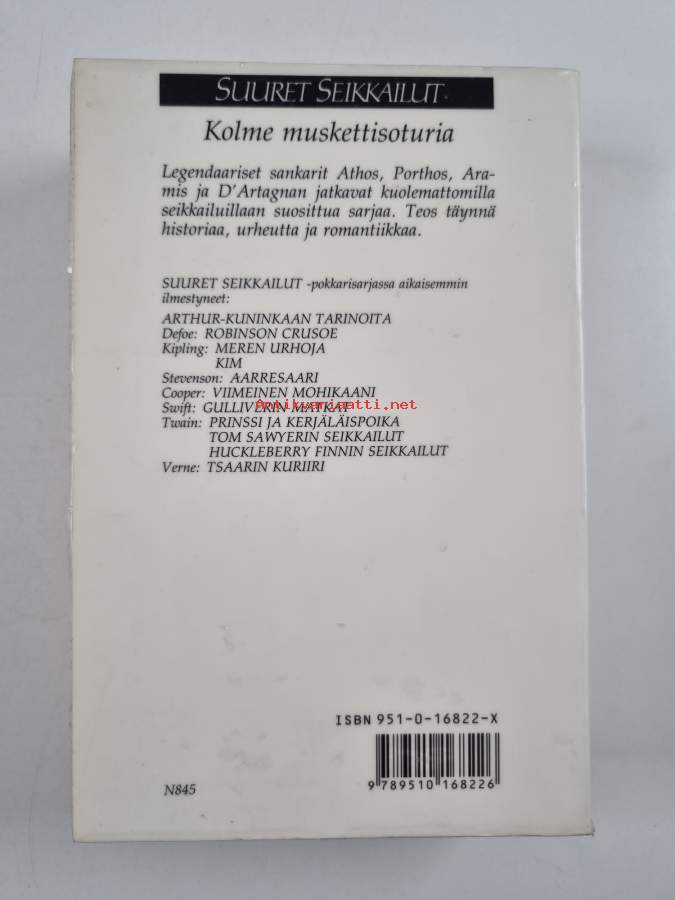 SUURET SEIKKAILUT
Kolme muskettisoturia
Legendaariset sankarit Athos, Porthos, Ara-
mis ja D'Artagnan jatkavat kuolemattomilla
seikkailuillaan suosittua sarjaa. Teos täynnä
historiaa, urheutta ja romantiikkaa.
SUURET SEIKKAILUT -pokkarisarjassa aikaisemmin
ilmestyneet:
ARTHUR-KUNINKAAN TARINOITA
Defoe: ROBINSON CRUSOE
Kipling: MEREN URHOJA
KIM
Stevenson: AARRESAARI
Cooper: VIIMEINEN MOHIKAANI
Antikvariaatti.net
Swift: GULLIVERIN MATKAT
Twain: PRINSSI JA KERJÄLÄISPOIKA
TOM SAWYERIN SEIKKAILUT
HUCKLEBERRY FINNIN SEIKKAILUT
Verne: TSAARIN KURIIRI
ISBN 951-0-16822-X
9 789510 168226
N845